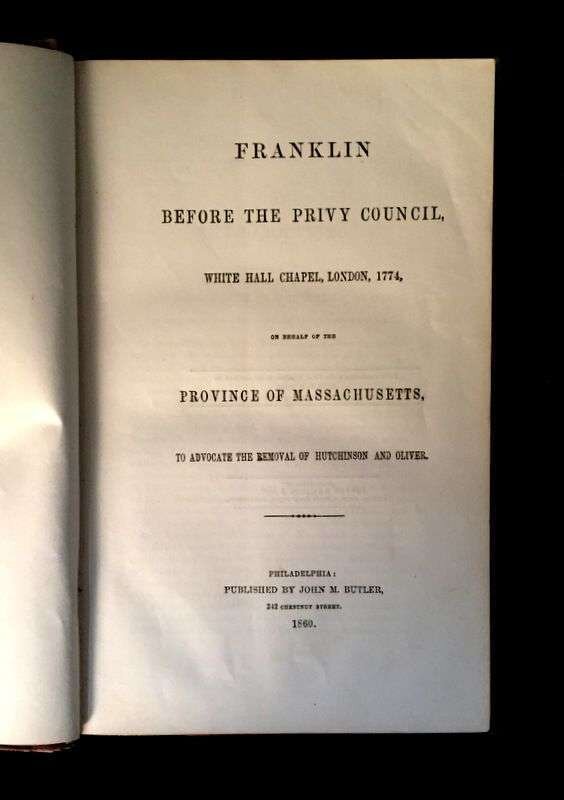 FRANKLIN
BEFORE THE PRIVY COUNCIL,
WHITE HALL CHAPEL, LONDON, 1774,
ON BEHALF OF THE
PROVINCE OF MASSACHUSETTS,
TO ADVOCATE THE REMOVAL OF HUTCHINSON AND OLIVER.
PHILADELPHIA:
PUBLISHED BY JOHN M. BUTLER,
242 CHESTNUT STREET.
1860.